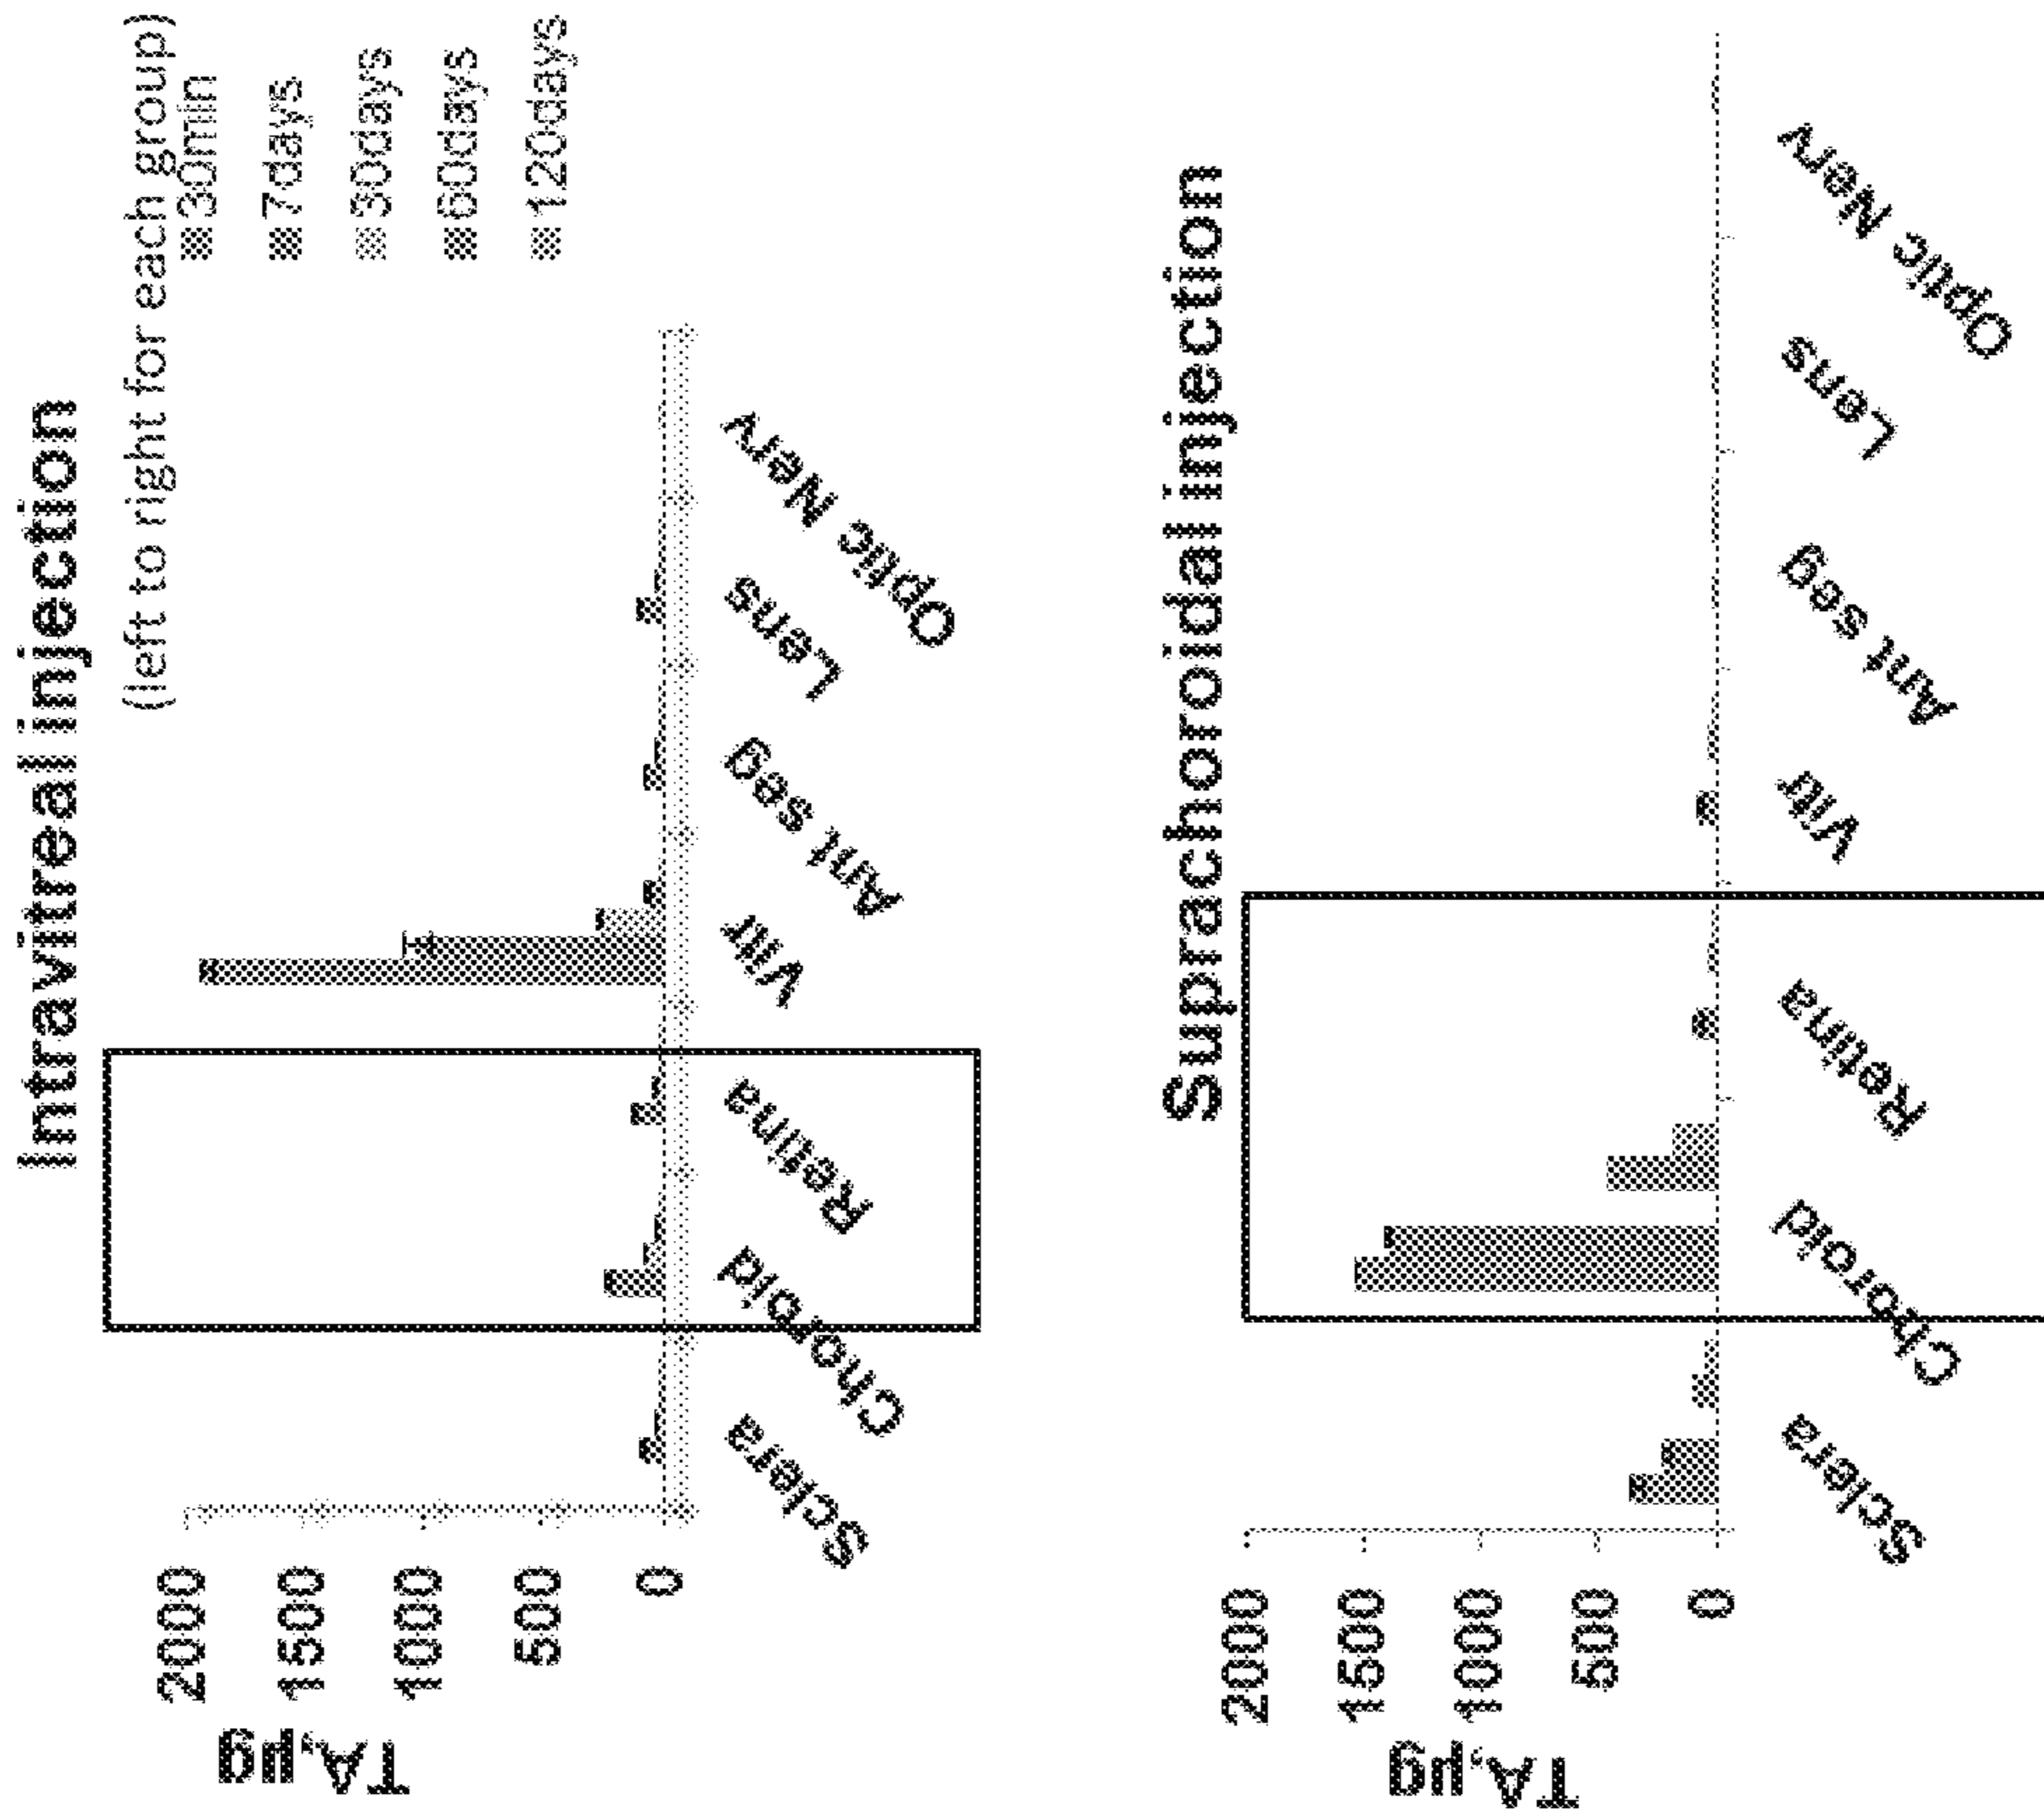 Intravitreal injection
(left to right for each group)
30min
7days
30days
60days
120days
2000
1500
1000
500
0
TA,µg
Sclera
Choroid
Retina
Vitr
Ant seg
Lens
Optic Nerv
Suprachoroidal injection
2000
1500
1000
500
0
TA,µg
Sclera
Choroid
Retina
Vitr
Ant seg
Lens
Optic Nerv